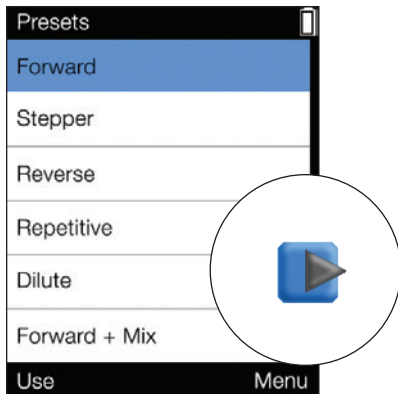 Presets
Forward
Stepper
Reverse
Repetitive
Dilute
Forward + Mix
Use Menu